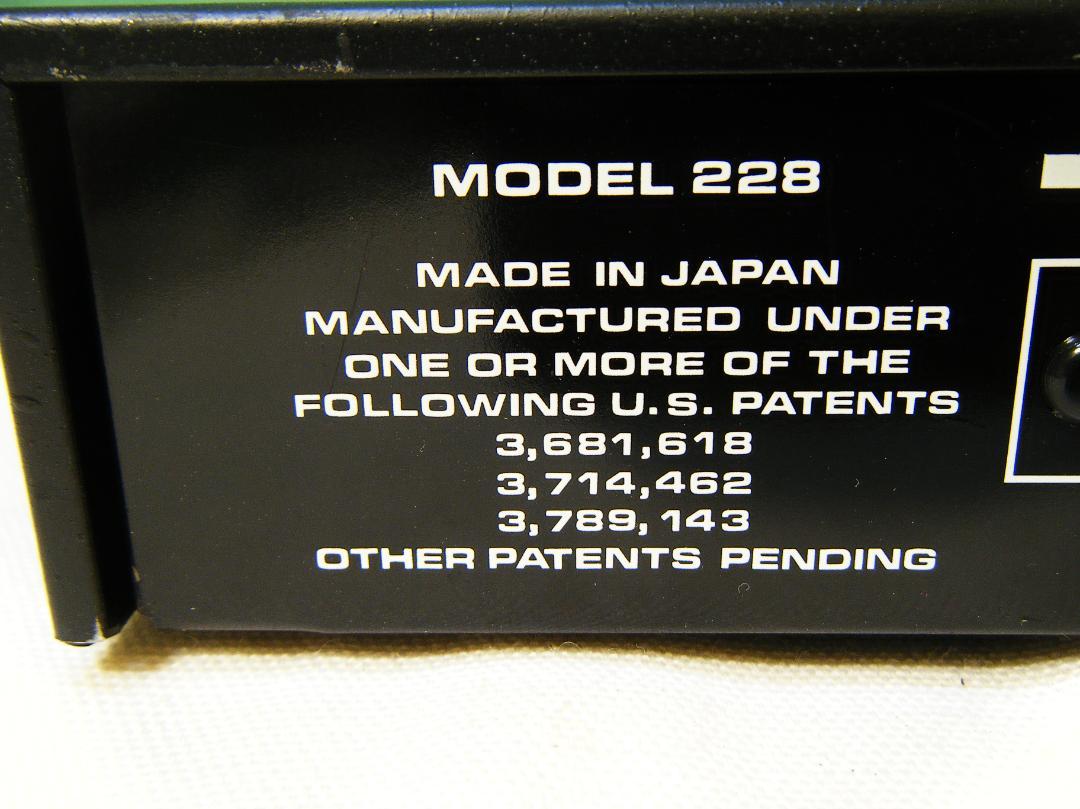 MODEL 228
MADE IN JAPAN
MANUFACTURED UNDER
ONE OR MORE OF THE
FOLLOWING U.S. PATENTS
3,681,618
3,714,462
3,789,143
OTHER PATENTS PENDING